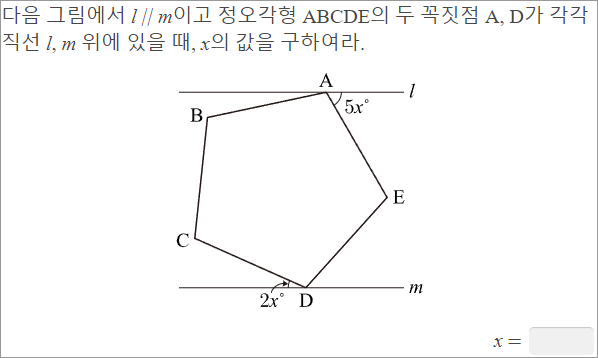 다음 그림에서 l // m이고 정오각형 ABCDE의 두 꼭짓점 A, D가 각각
직선 l, m 위에 있을 때, x의 값을 구하여라.
A
l
5x°
B
E
C
m
2x°
D
x =